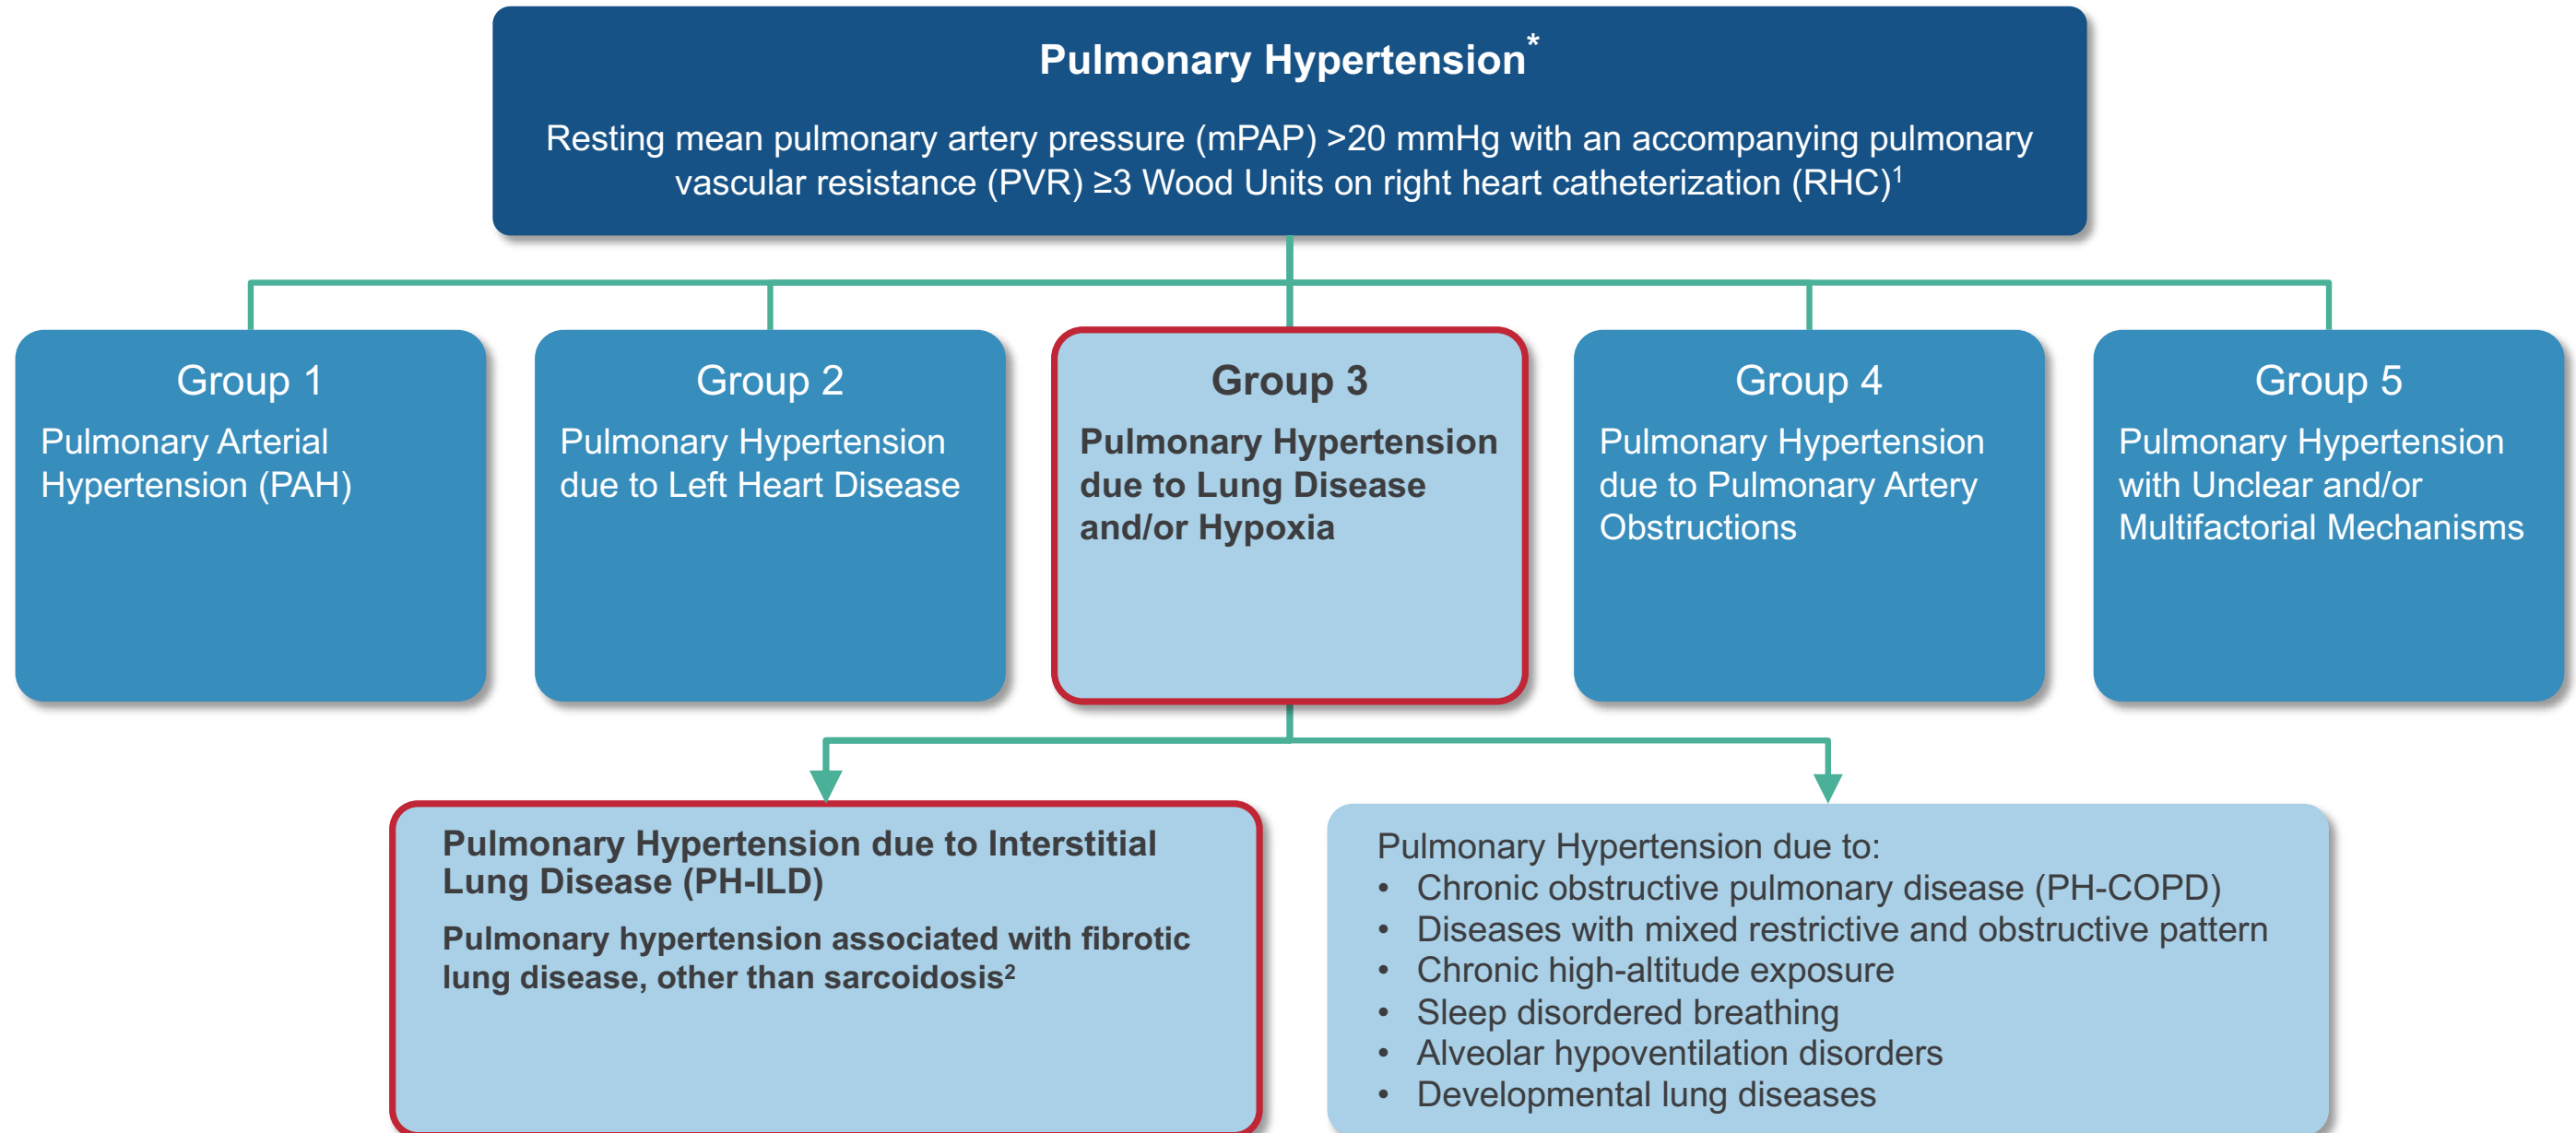 Pulmonary Hypertension*
Resting mean pulmonary artery pressure (mPAP) >20 mmHg with an accompanying pulmonary
vascular resistance (PVR) ≥3 Wood Units on right heart catheterization (RHC)¹
Group 1
Pulmonary Arterial
Hypertension (PAH)
Group 2
Pulmonary Hypertension
due to Left Heart Disease
Group 3
Pulmonary Hypertension
due to Lung Disease
and/or Hypoxia
Group 4
Pulmonary Hypertension
due to Pulmonary Artery
Obstructions
Group 5
Pulmonary Hypertension
with Unclear and/or
Multifactorial Mechanisms
Pulmonary Hypertension due to Interstitial
Lung Disease (PH-ILD)
Pulmonary hypertension associated with fibrotic
lung disease, other than sarcoidosis²
Pulmonary Hypertension due to:
• Chronic obstructive pulmonary disease (PH-COPD)
• Diseases with mixed restrictive and obstructive pattern
• Chronic high-altitude exposure
• Sleep disordered breathing
• Alveolar hypoventilation disorders
• Developmental lung diseases